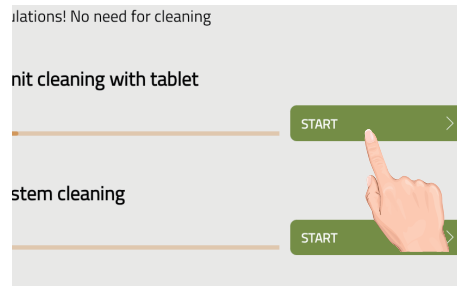 ulations! No need for cleaning
nit cleaning with tablet
START
stem cleaning
START